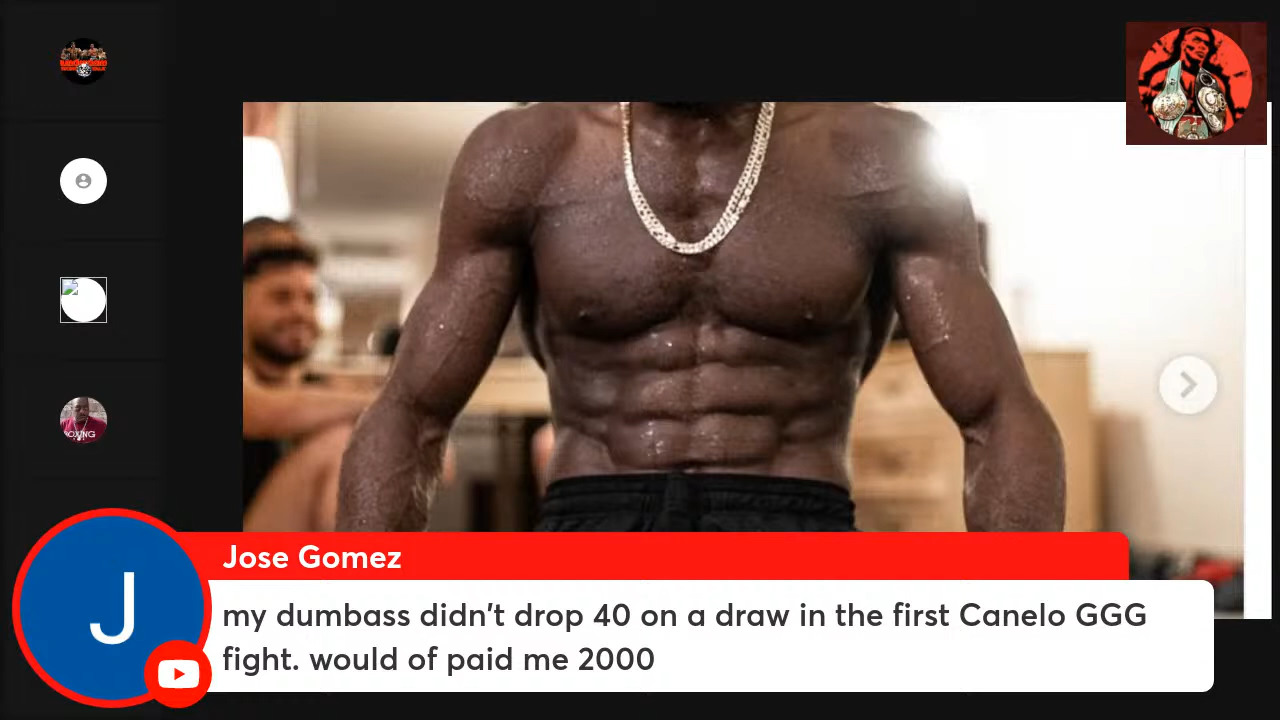 OXING
Jose Gomez
my dumbass didn't drop 40 on a draw in the first Canelo GGG
fight. would of paid me 2000
J